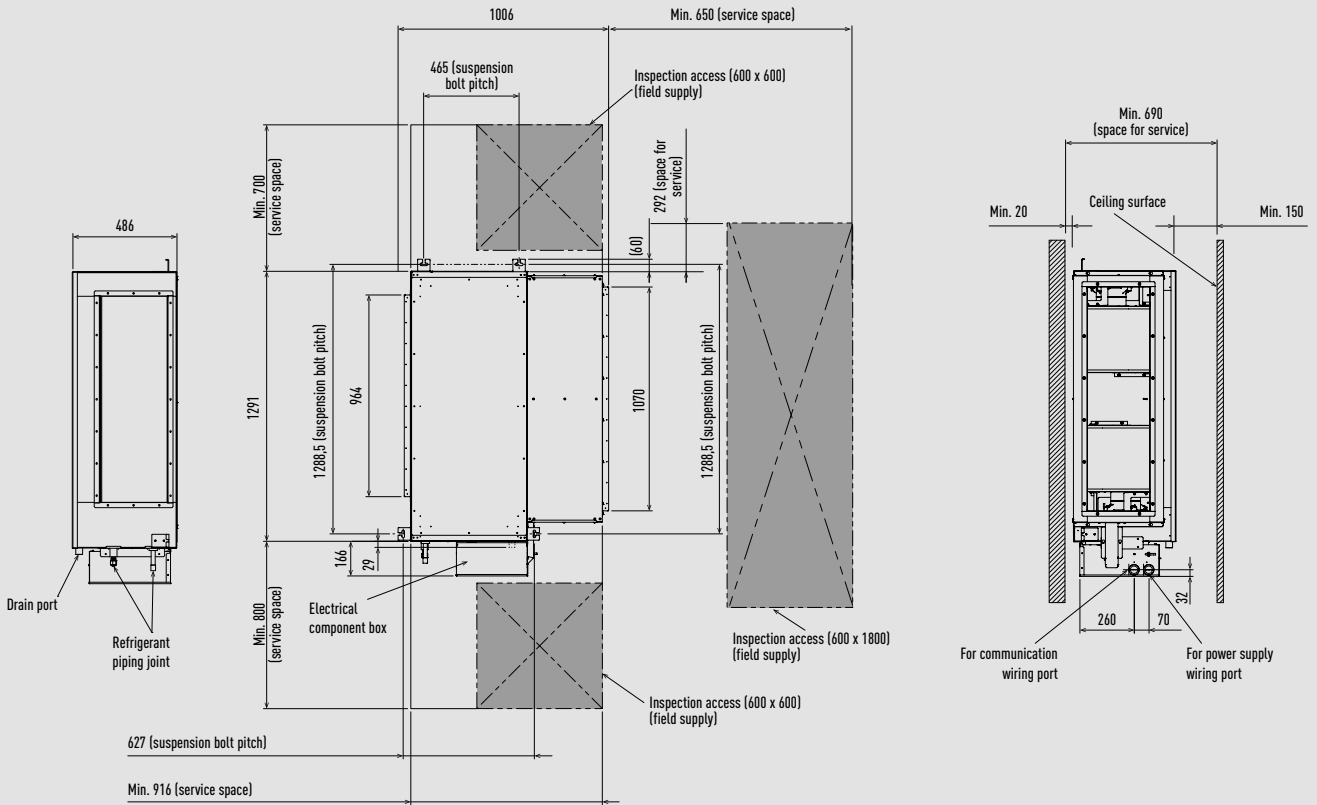 1006
Min. 650 (service space)
465 (suspension
bolt pitch)
Inspection access (600 x 600)
(field supply)
Min. 700
(service space)
292 (space for
service)
(60)
486
1291
1288,5 (suspension bolt pitch)
964
1070
1288,5 (suspension bolt pitch)
166
29
Min. 800
(service space)
Drain port
Refrigerant
piping joint
Electrical
component box
Inspection access (600 x 1800)
(field supply)
Inspection access (600 x 600)
(field supply)
627 (suspension bolt pitch)
Min. 916 (service space)
Min. 690
(space for service)
Min. 20
Ceiling surface
Min. 150
32
260
70
For communication
wiring port
For power supply
wiring port